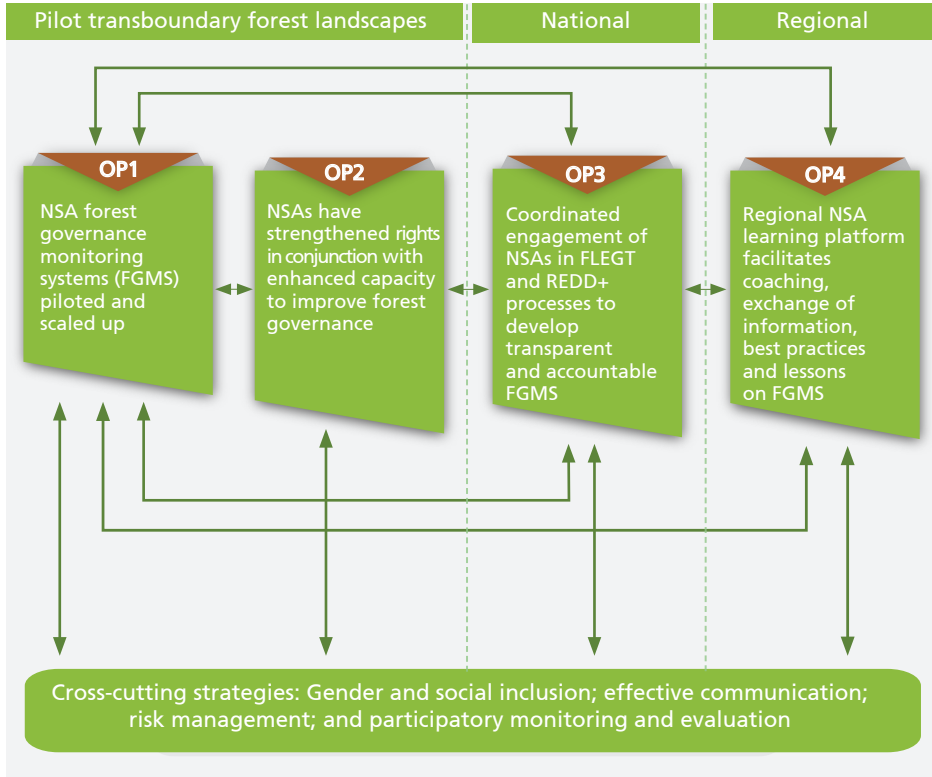 Pilot transboundary forest landscapes
National
Regional
OP1
NSA forest
governance
monitoring
systems (FGMS)
piloted and
scaled up
OP2
NSAs have
strengthened rights
in conjunction with
enhanced capacity
to improve forest
governance
OP3
Coordinated
engagement of
NSAs in FLEGT
and REDD+
processes to
develop
transparent
and accountable
FGMS
OP4
Regional NSA
learning platform
facilitates
coaching,
exchange of
information,
best practices
and lessons
on FGMS
Cross-cutting strategies: Gender and social inclusion; effective communication;
risk management; and participatory monitoring and evaluation